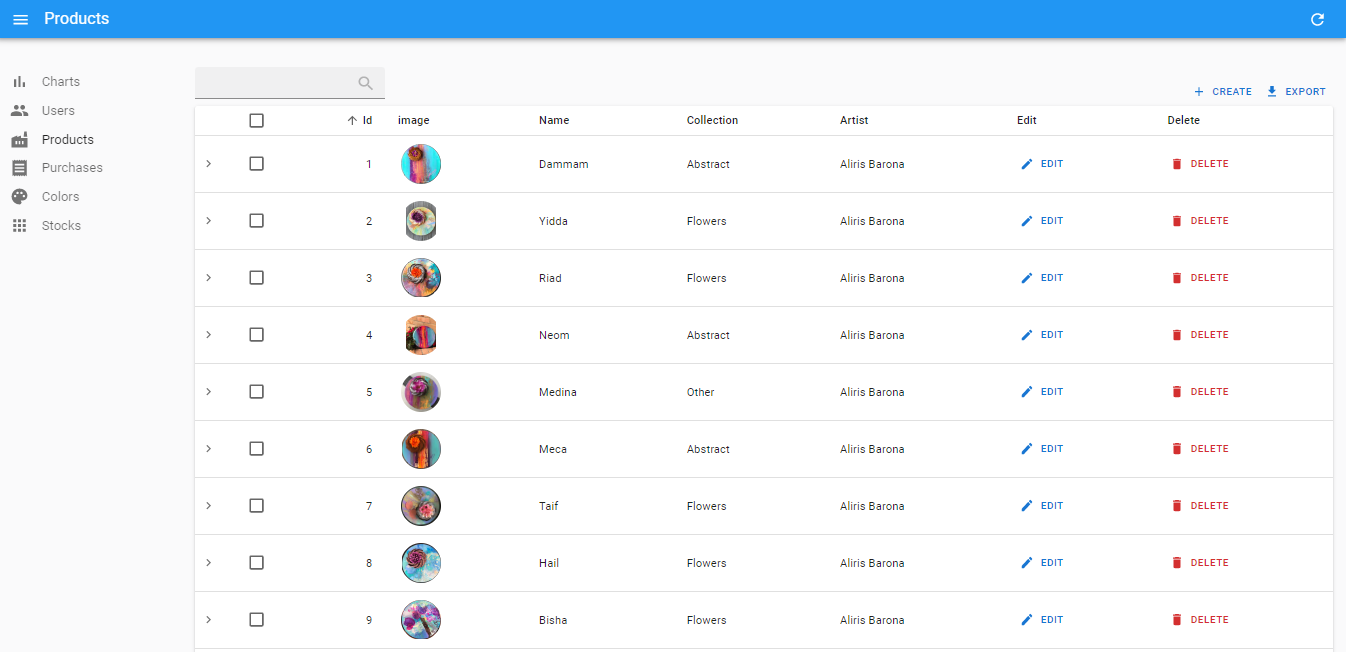 Products
Charts
Users
Products
Purchases
Colors
Stocks
CREATE EXPORT
Id image Name Collection Artist Edit Delete
1 Dammam Abstract Aliris Barona EDIT DELETE
2 Yidda Flowers Aliris Barona EDIT DELETE
3 Riad Flowers Aliris Barona EDIT DELETE
4 Neom Abstract Aliris Barona EDIT DELETE
5 Medina Other Aliris Barona EDIT DELETE
6 Meca Abstract Aliris Barona EDIT DELETE
7 Taif Flowers Aliris Barona EDIT DELETE
8 Hail Flowers Aliris Barona EDIT DELETE
9 Bisha Flowers Aliris Barona EDIT DELETE